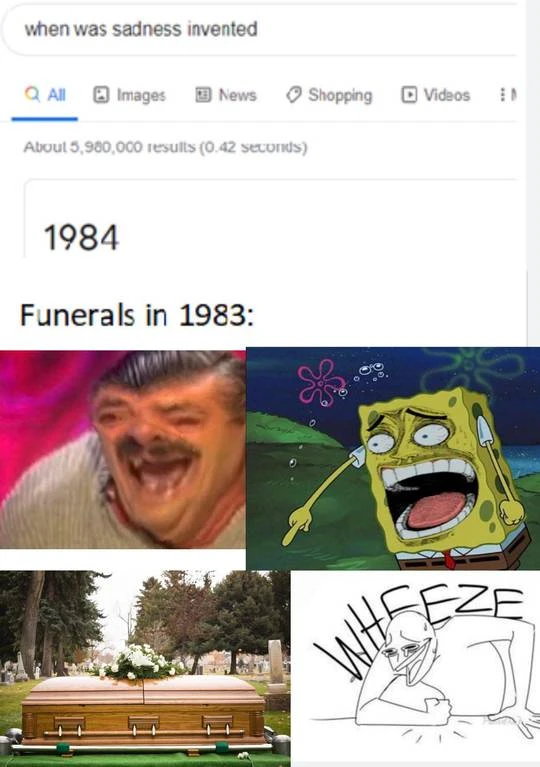 when was sadness invented
All Images News Shopping Videos
About 5,980,000 results (0.42 seconds)
1984
Funerals in 1983:
WHEEZE